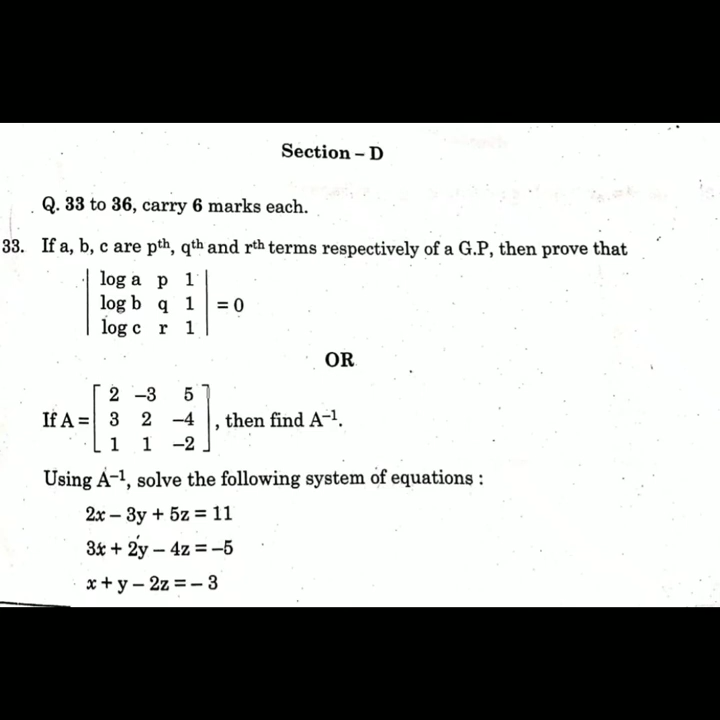 Section – D
Q. 33 to 36, carry 6 marks each.
33. If a, b, c are pth, qth and rth terms respectively of a G.P, then prove that
| log a p 1 |
| log b q 1 | = 0
| log c r 1 |
OR
[ 2 –3 5 ]
If A = [ 3 2 –4 ], then find A–1.
[ 1 1 –2 ]
Using A–1, solve the following system of equations :
2x – 3y + 5z = 11
3x + 2y – 4z = –5
x + y – 2z = – 3